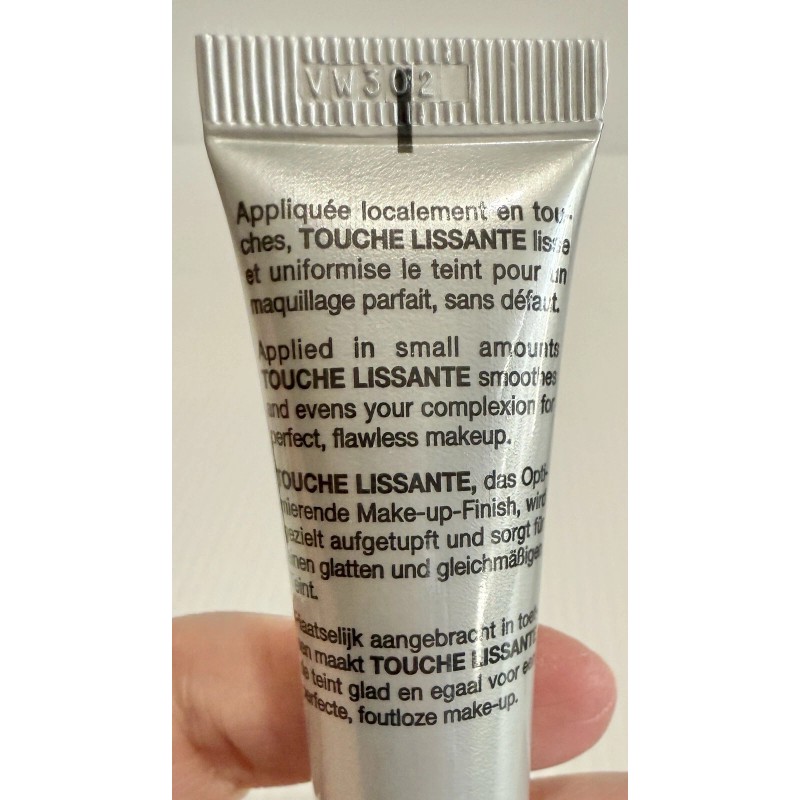 VW302
Appliquée localement en tou-
ches, TOUCHE LISSANTE lisse
et uniformise le teint pour un
maquillage parfait, sans défaut.
Applied in small amounts
TOUCHE LISSANTE smoothes
and evens your complexion for
perfect, flawless makeup.
TOUCHE LISSANTE, das Opti-
mierende Make-up-Finish, wird
gezielt aufgetupft und sorgt für
einen glatten und gleichmäßigen
Teint.
Plaatselijk aangebracht in toet-
sen maakt TOUCHE LISSANTE
de teint glad en egaal voor een
perfecte, foutloze make-up.